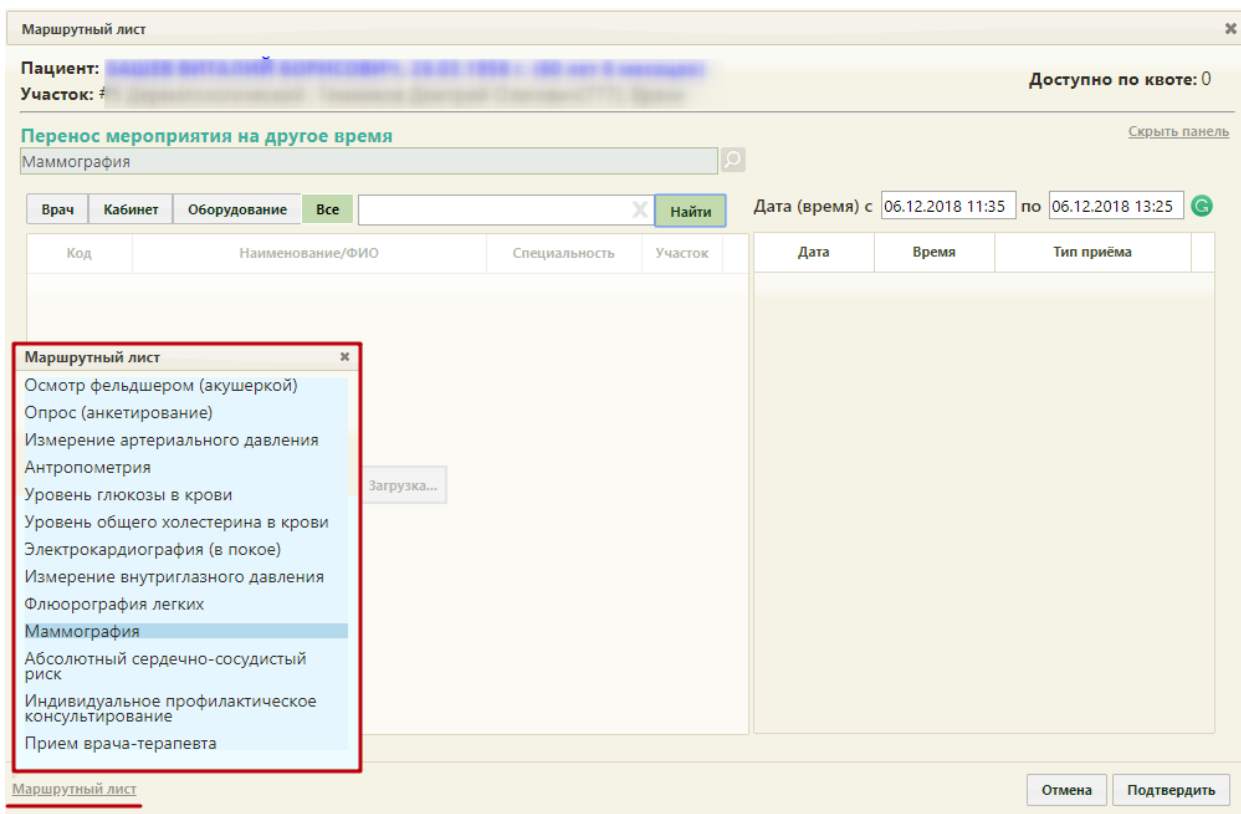 Маршрутный лист
Пациент:
Доступно по квоте: 0
Участок: #
Перенос мероприятия на другое время
Скрыть панель
Маммография
Врач Кабинет Оборудование Все X Найти Дата (время) с 06.12.2018 11:35 по 06.12.2018 13:25
Код Наименование/ФИО Специальность Участок Дата Время Тип приёма
Маршрутный лист
Осмотр фельдшером (акушеркой)
Опрос (анкетирование)
Измерение артериального давления
Антропометрия
Уровень глюкозы в крови
Загрузка...
Уровень общего холестерина в крови
Электрокардиография (в покое)
Измерение внутриглазного давления
Флюорография легких
Маммография
Абсолютный сердечно-сосудистый
риск
Индивидуальное профилактическое
консультирование
Прием врача-терапевта
Маршрутный лист
Отмена Подтвердить